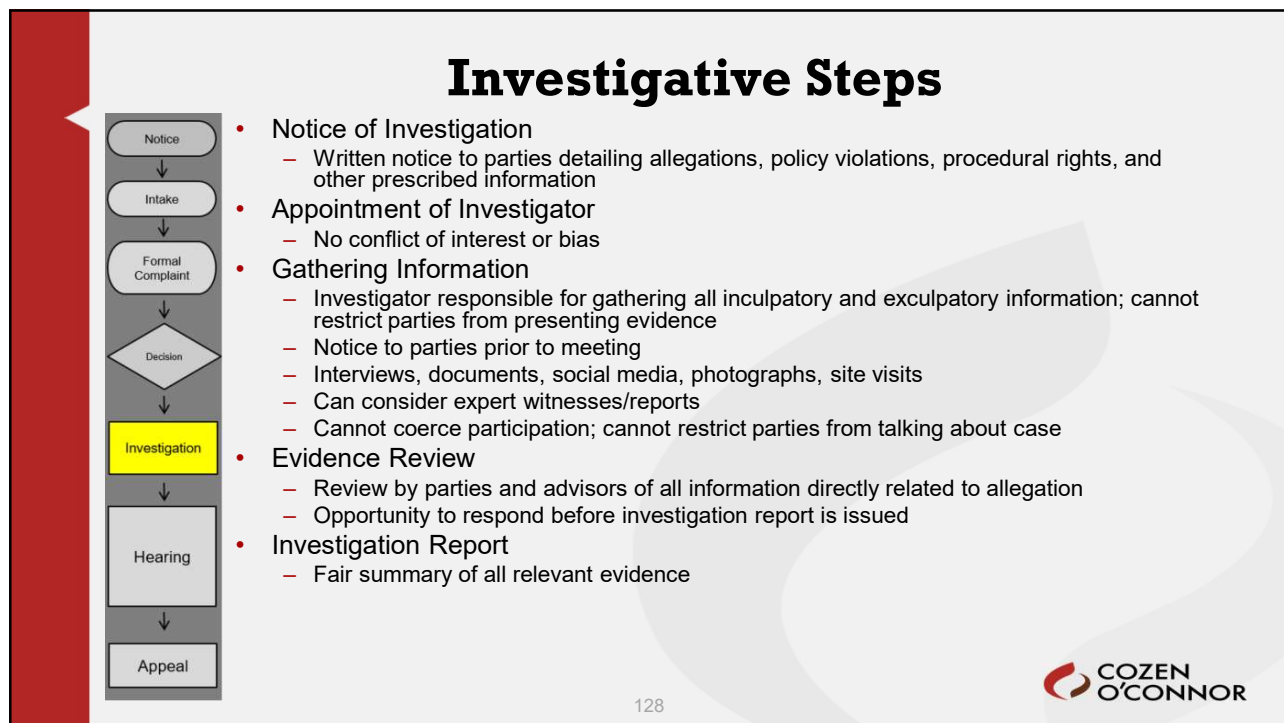 Investigative Steps
Notice
Intake
Formal
Complaint
Decision
Investigation
Hearing
Appeal
• Notice of Investigation
– Written notice to parties detailing allegations, policy violations, procedural rights, and
other prescribed information
• Appointment of Investigator
– No conflict of interest or bias
• Gathering Information
– Investigator responsible for gathering all inculpatory and exculpatory information; cannot
restrict parties from presenting evidence
– Notice to parties prior to meeting
– Interviews, documents, social media, photographs, site visits
– Can consider expert witnesses/reports
– Cannot coerce participation; cannot restrict parties from talking about case
• Evidence Review
– Review by parties and advisors of all information directly related to allegation
– Opportunity to respond before investigation report is issued
• Investigation Report
– Fair summary of all relevant evidence
128
COZEN
O'CONNOR